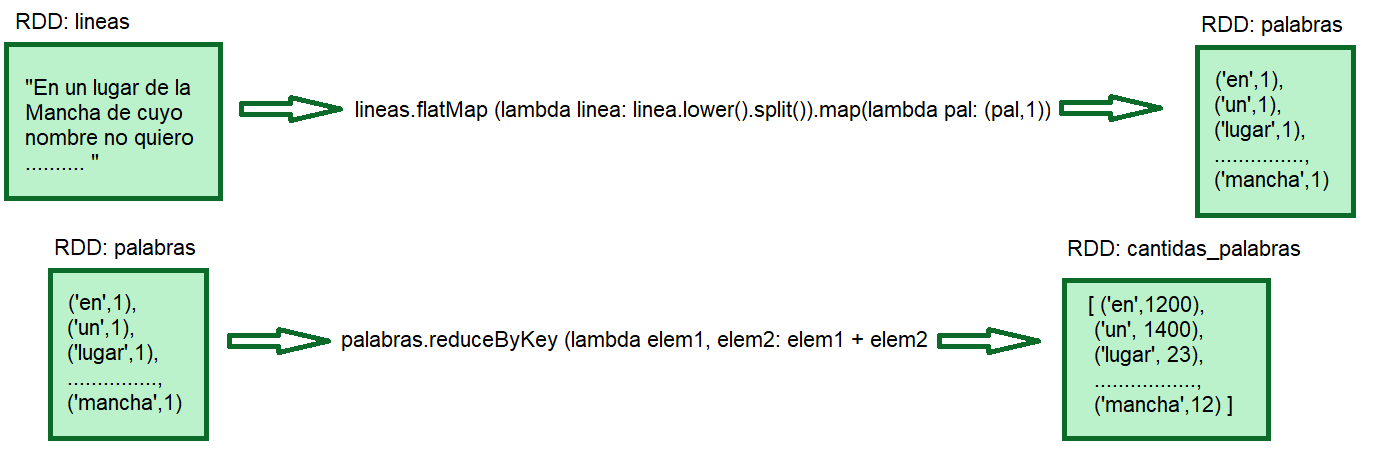 RDD: lineas
"En un lugar de la
Mancha de cuyo
nombre no quiero
.......... "
lineas.flatMap (lambda linea: linea.lower().split()).map(lambda pal: (pal,1))
RDD: palabras
('en',1),
('un',1),
('lugar',1),
...............,
('mancha',1)
RDD: palabras
('en',1),
('un',1),
('lugar',1),
...............,
('mancha',1)
palabras.reduceByKey (lambda elem1, elem2: elem1 + elem2
RDD: cantidas_palabras
[ ('en',1200),
('un', 1400),
('lugar', 23),
.................,
('mancha',12) ]